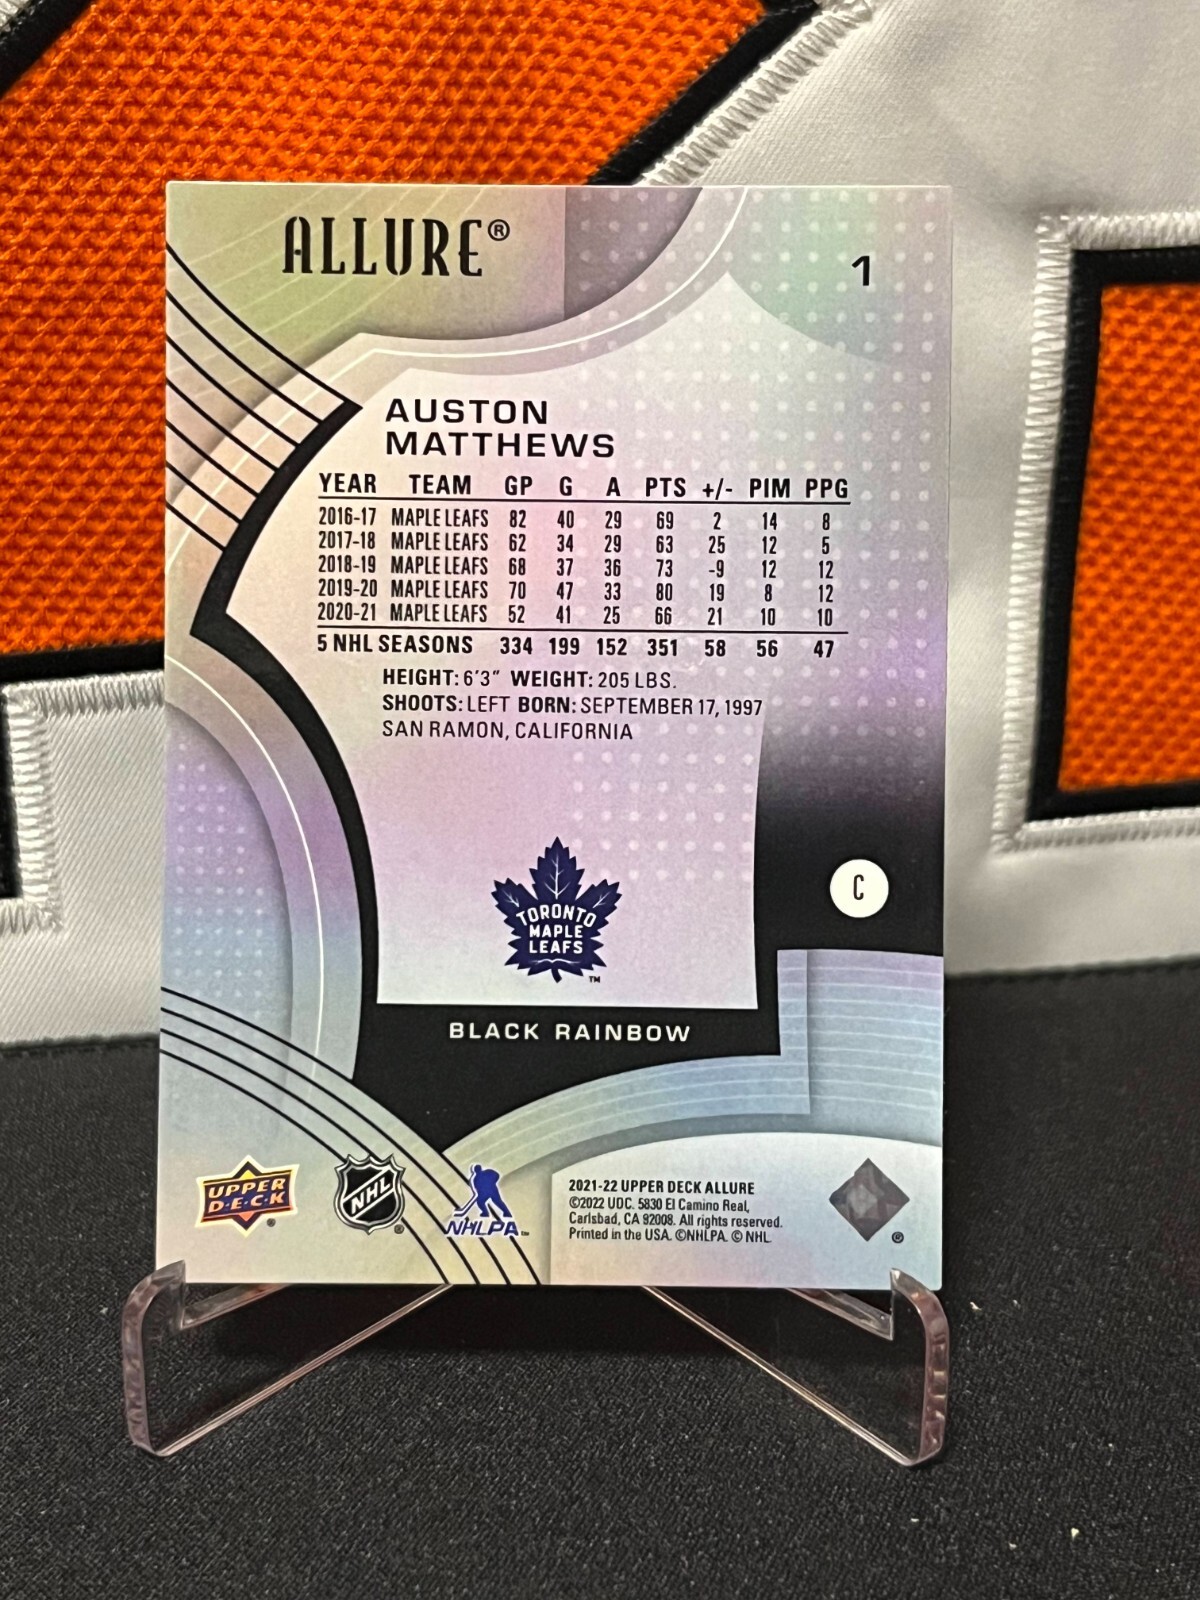 ALLURE®
1
AUSTON
MATTHEWS
YEAR TEAM GP G A PTS +/- PIM PPG
2016-17 MAPLE LEAFS 82 40 29 69 2 14 8
2017-18 MAPLE LEAFS 62 34 29 63 25 12 5
2018-19 MAPLE LEAFS 68 37 36 73 -9 12 12
2019-20 MAPLE LEAFS 70 47 33 80 19 8 12
2020-21 MAPLE LEAFS 52 41 25 66 21 10 10
5 NHL SEASONS 334 199 152 351 58 56 47
HEIGHT: 6'3" WEIGHT: 205 LBS.
SHOOTS: LEFT BORN: SEPTEMBER 17, 1997
SAN RAMON, CALIFORNIA
C
TORONTO
MAPLE
LEAFS
™
BLACK RAINBOW
UPPER
D·E·C·K
®
NHL
®
NHLPA™
2021-22 UPPER DECK ALLURE
©2022 UDC. 5830 El Camino Real,
Carlsbad, CA 92008. All rights reserved.
Printed in the USA. ©NHLPA. © NHL.
®